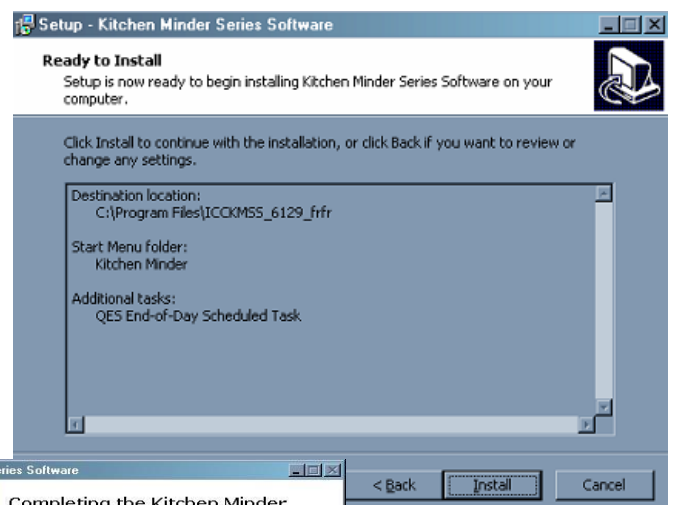 Setup - Kitchen Minder Series Software
Ready to Install
Setup is now ready to begin installing Kitchen Minder Series Software on your
computer.
Click Install to continue with the installation, or click Back if you want to review or
change any settings.
Destination location:
C:\Program Files\ICCKMSS_6129_frfr
Start Menu folder:
Kitchen Minder
Additional tasks:
QES End-of-Day Scheduled Task
< Back Install Cancel
Software
Completing the Kitchen Minder